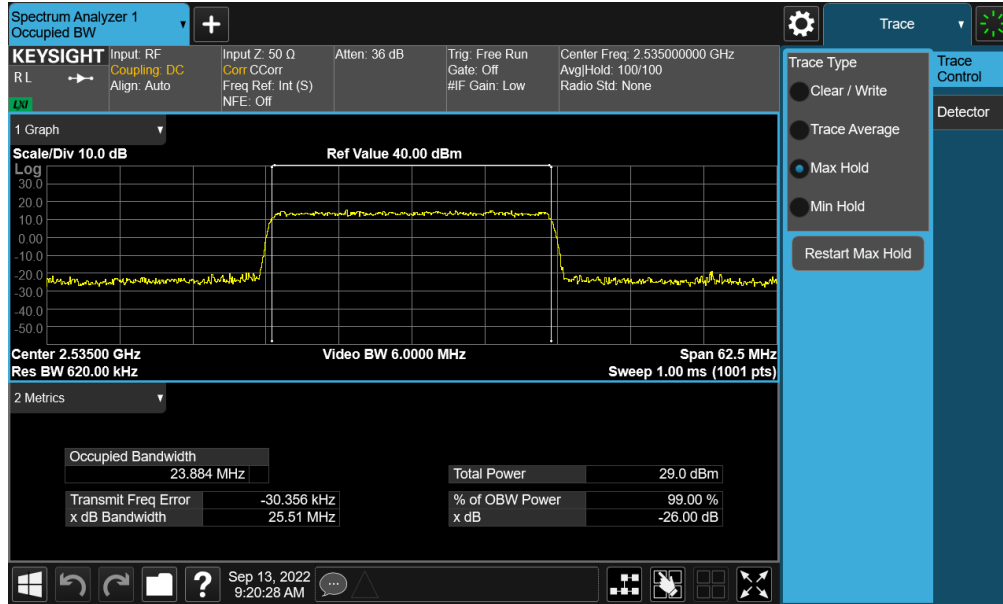 Spectrum Analyzer 1
Occupied BW
+
Trace
KEYSIGHT
R L
LXI
Input: RF
Coupling: DC
Align: Auto
Input Z: 50 Ω
Corr CCorr
Freq Ref: Int (S)
NFE: Off
Atten: 36 dB
Trig: Free Run
Gate: Off
#IF Gain: Low
Center Freq: 2.535000000 GHz
Avg|Hold: 100/100
Radio Std: None
Trace Type
Clear / Write
Trace Average
Max Hold
Min Hold
Restart Max Hold
Trace
Control
Detector
1 Graph
Scale/Div 10.0 dB
Ref Value 40.00 dBm
Log
30.0
20.0
10.0
0.00
-10.0
-20.0
-30.0
-40.0
-50.0
Center 2.53500 GHz
Video BW 6.0000 MHz
Span 62.5 MHz
Res BW 620.00 kHz
Sweep 1.00 ms (1001 pts)
2 Metrics
Occupied Bandwidth
23.884 MHz
Total Power 29.0 dBm
Transmit Freq Error -30.356 kHz
% of OBW Power 99.00 %
x dB Bandwidth 25.51 MHz
x dB -26.00 dB
?
Sep 13, 2022
9:20:28 AM